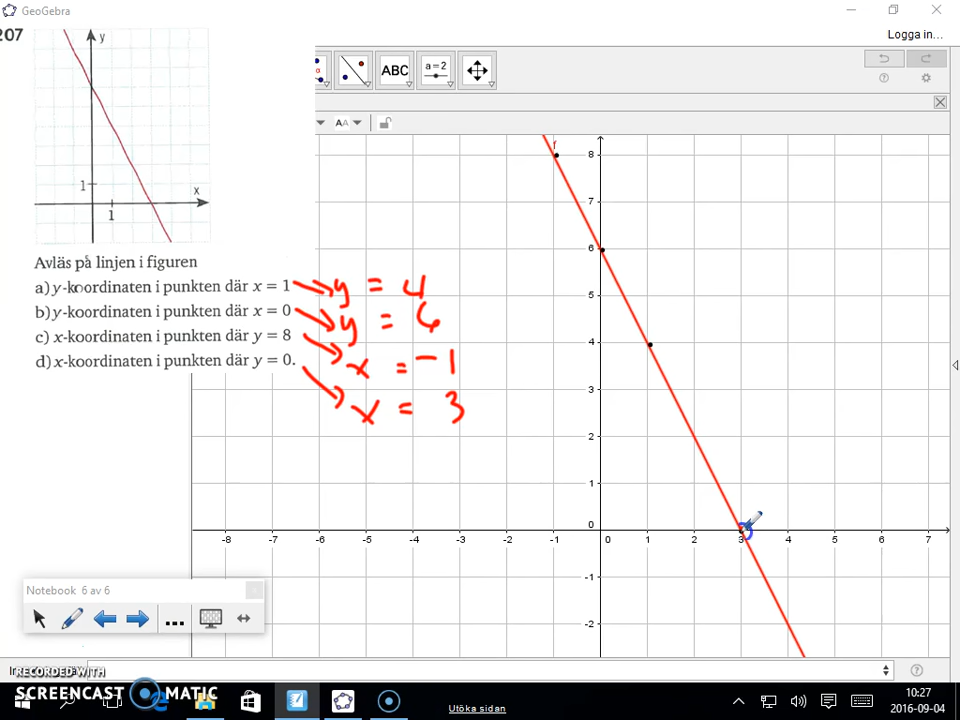 GeoGebra
207
Logga in...
ABC
a=2
AA
y
1
x
1
Avläs på linjen i figuren
a) y-koordinaten i punkten där x = 1
y = 4
b) y-koordinaten i punkten där x = 0
y = 6
c) x-koordinaten i punkten där y = 8
x = -1
d) x-koordinaten i punkten där y = 0.
x = 3
f
8
7
6
5
4
3
2
1
0
-8 -7 -6 -5 -4 -3 -2 -1 0 1 2 3 4 5 6 7
-1
-2
Notebook 6 av 6
...
RECORDED WITH
SCREENCAST MATIC
Utöka sidan
10:27
2016-09-04